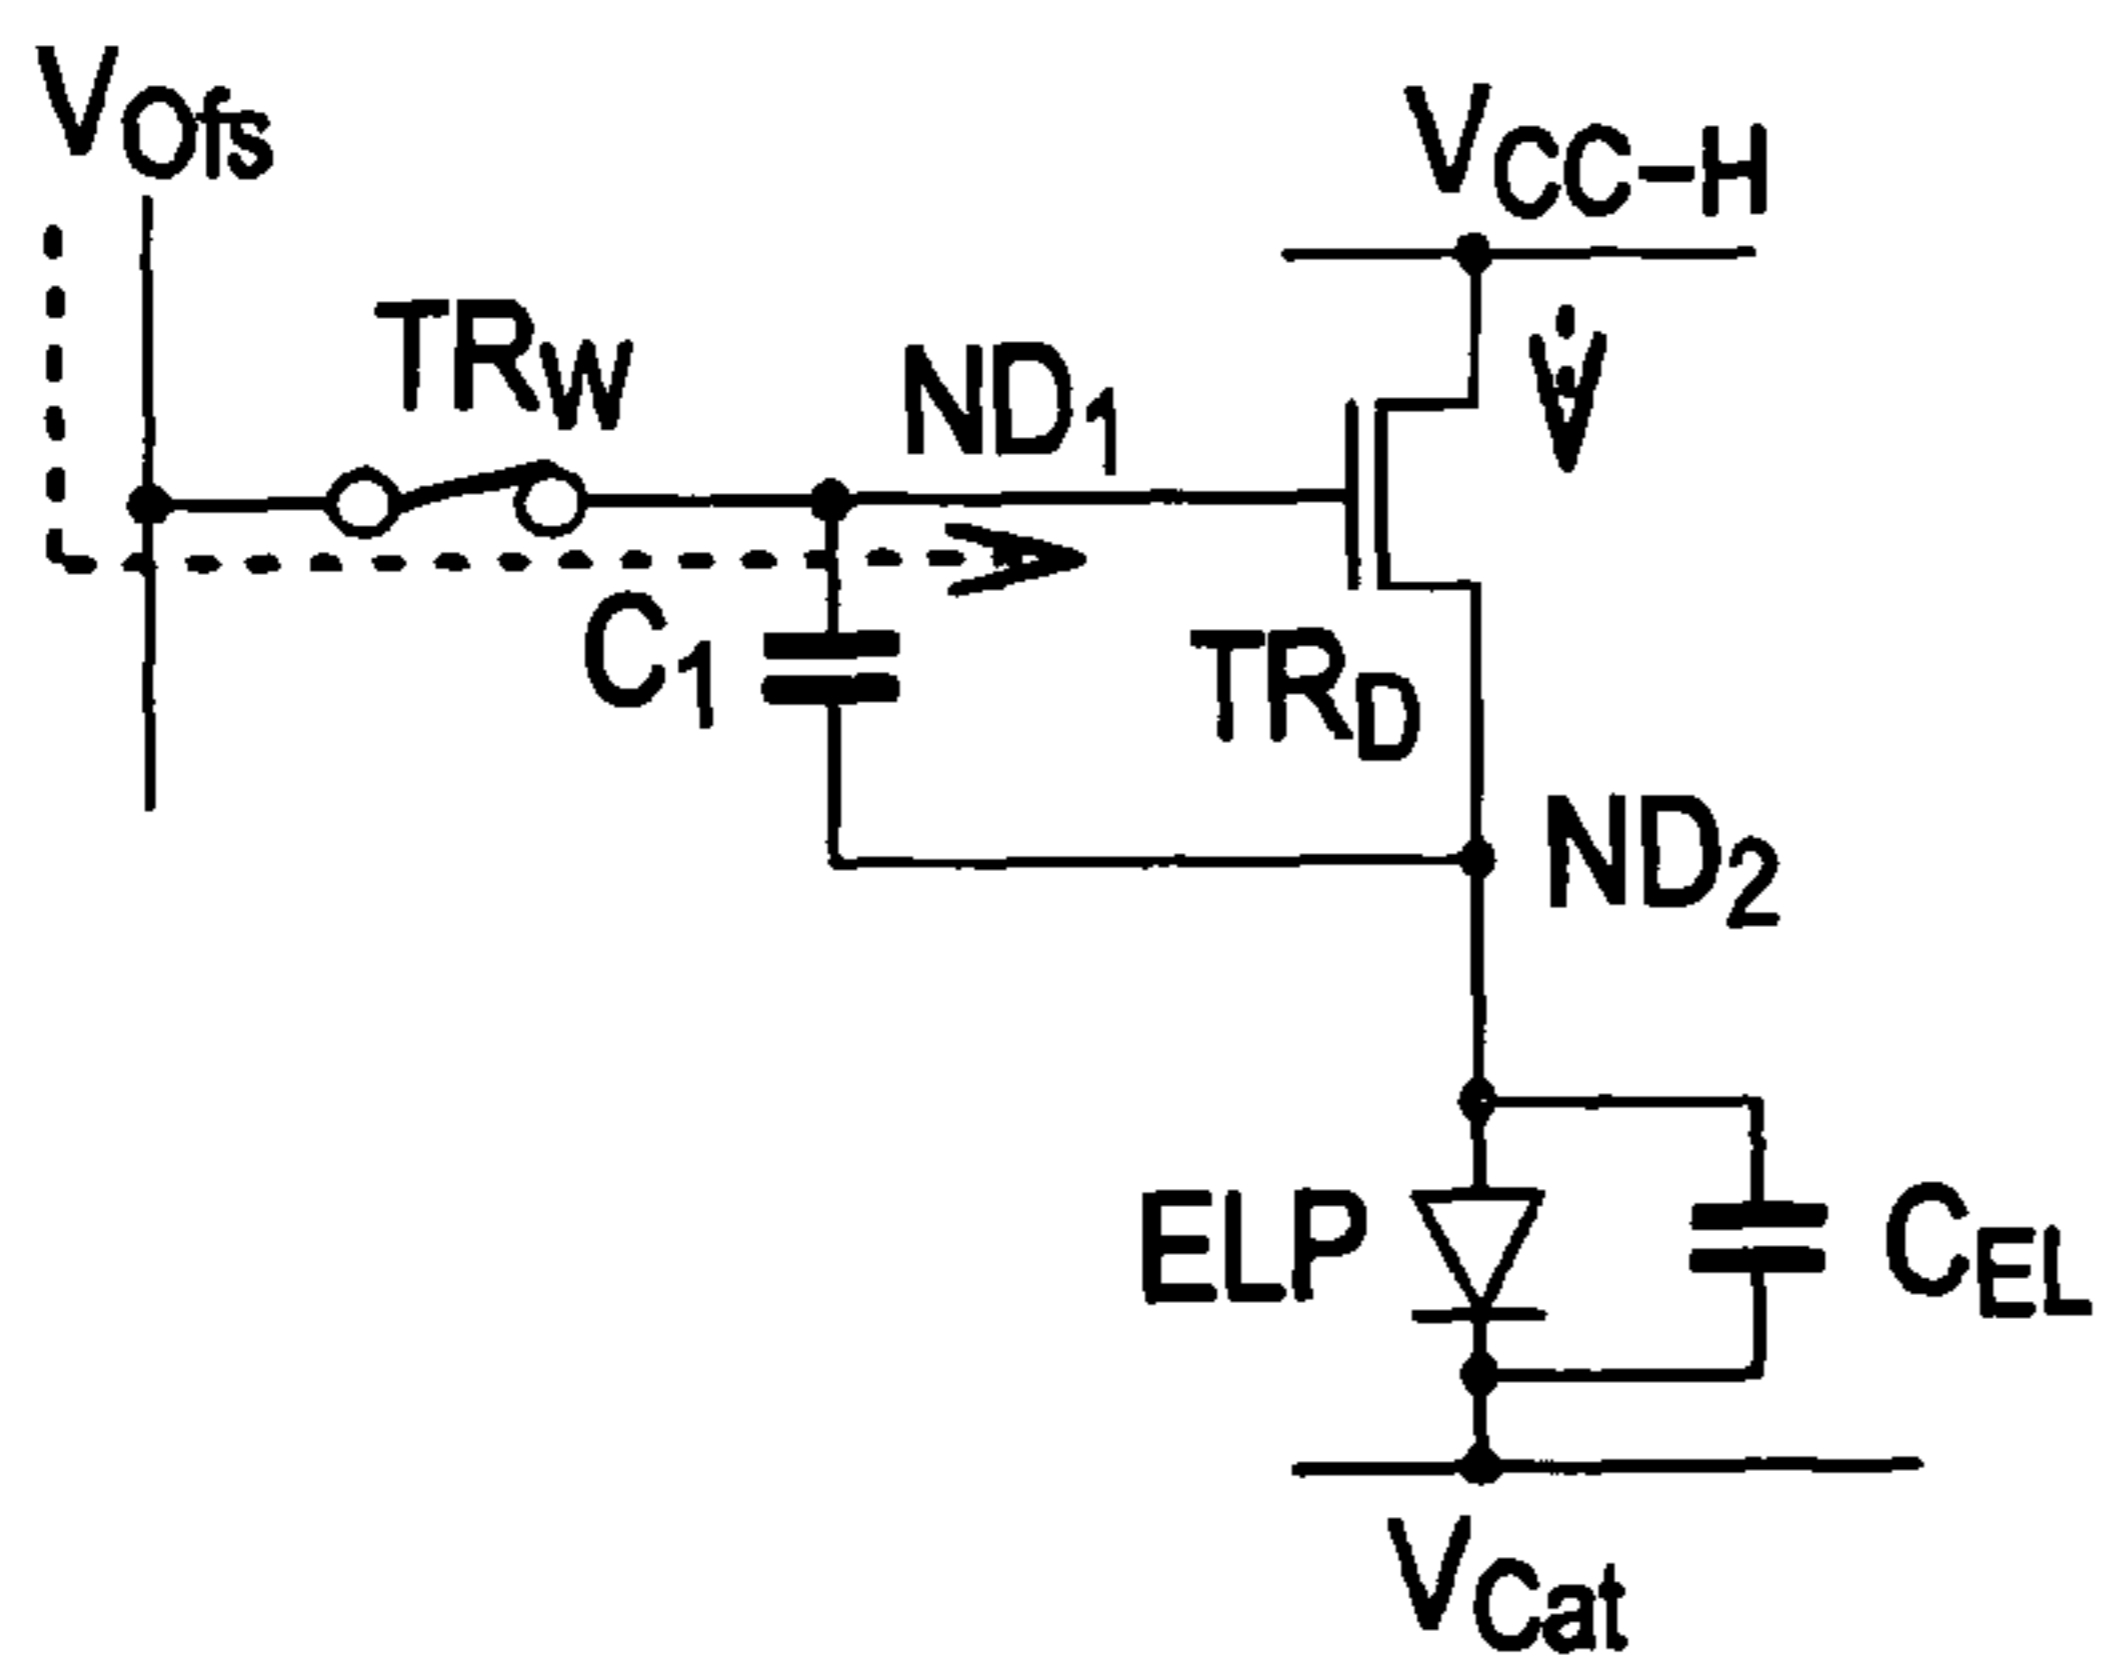 VOfs
VCC-H
TRW
ND1
C1
TRD
ND2
ELP
CEL
VCat